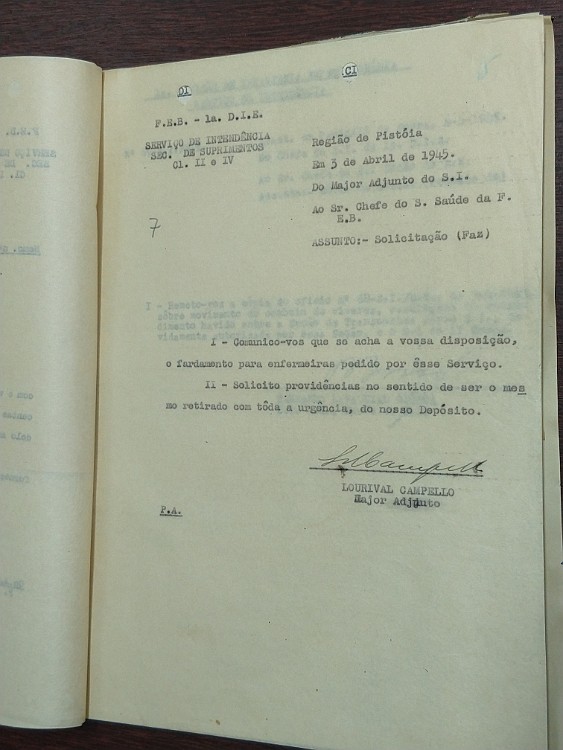 DI
CI
F.E.B. - 1a. D.I.E.
SERVIÇO DE INTENDÊNCIA
SEC. DE SUPRIMENTOS
Cl. II e IV
7
Região de Pistóia
Em 3 de Abril de 1945.
Do Major Adjunto do S.I.
Ao Sr. Chefe do S. Saúde da F.
E.B.
ASSUNTO:- Solicitação (Faz)
I - Comunico-vos que se acha a vossa disposição,
o fardamento para enfermeiras pedido por êsse Serviço.
II - Solicito providências no sentido de ser o mes
mo retirado com tôda a urgência, do nosso Depósito.
LOURIVAL CAMPELLO
Major Adjunto
P.A.